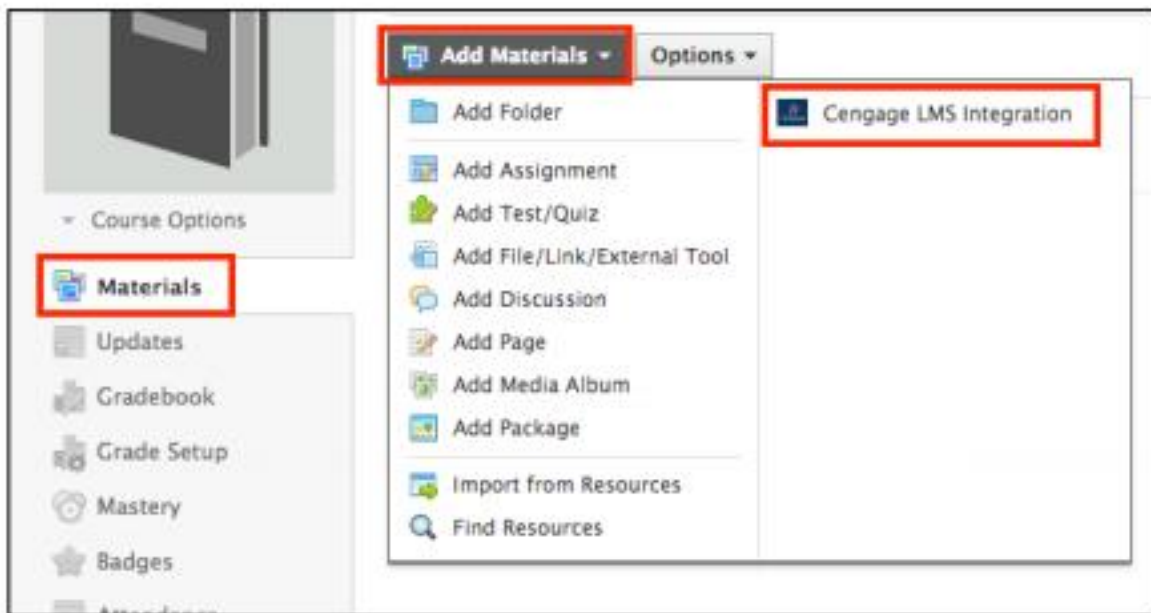 Add Materials
Options
Add Folder
Cengage LMS Integration
Add Assignment
Add Test/Quiz
Add File/Link/External Tool
Add Discussion
Add Page
Add Media Album
Add Package
Import from Resources
Find Resources
Course Options
Materials
Updates
Gradebook
Grade Setup
Mastery
Badges
Attendance